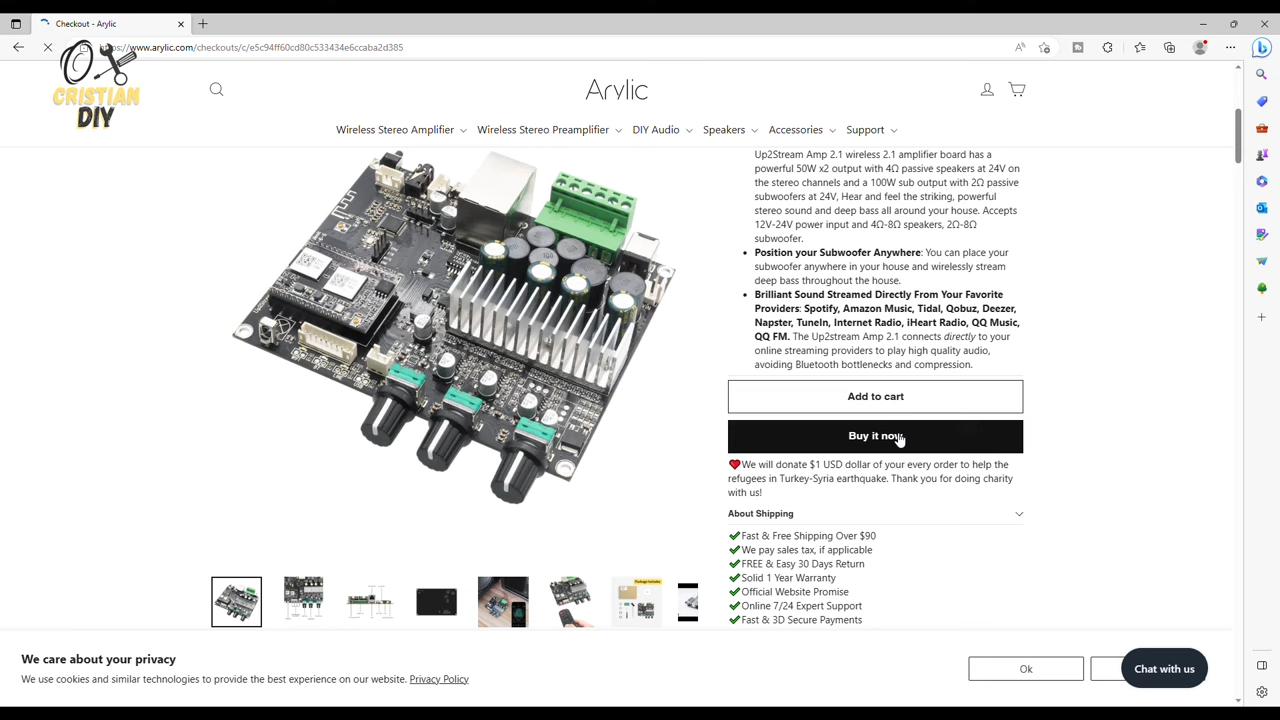 Checkout - Arylic
https://www.arylic.com/checkouts/c/e5c94ff60cd80c533434e6ccaba2d385
CRISTIAN
DIY
Arylic
Wireless Stereo Amplifier
Wireless Stereo Preamplifier
DIY Audio
Speakers
Accessories
Support
Up2Stream Amp 2.1 wireless 2.1 amplifier board has a
powerful 50W x2 output with 4Ω passive speakers at 24V on
the stereo channels and a 100W sub output with 2Ω passive
subwoofers at 24V, Hear and feel the striking, powerful
stereo sound and deep bass all around your house. Accepts
12V-24V power input and 4Ω-8Ω speakers, 2Ω-8Ω
subwoofer.
Position your Subwoofer Anywhere: You can place your
subwoofer anywhere in your house and wirelessly stream
deep bass throughout the house.
Brilliant Sound Streamed Directly From Your Favorite
Providers: Spotify, Amazon Music, Tidal, Qobuz, Deezer,
Napster, TuneIn, Internet Radio, iHeart Radio, QQ Music,
QQ FM. The Up2stream Amp 2.1 connects directly to your
online streaming providers to play high quality audio,
avoiding Bluetooth bottlenecks and compression.
Add to cart
Buy it now
We will donate $1 USD dollar of your every order to help the
refugees in Turkey-Syria earthquake. Thank you for doing charity
with us!
About Shipping
Fast & Free Shipping Over $90
We pay sales tax, if applicable
FREE & Easy 30 Days Return
Solid 1 Year Warranty
Official Website Promise
Online 7/24 Expert Support
Fast & 3D Secure Payments
We care about your privacy
We use cookies and similar technologies to provide the best experience on our website. Privacy Policy
Ok
Chat with us